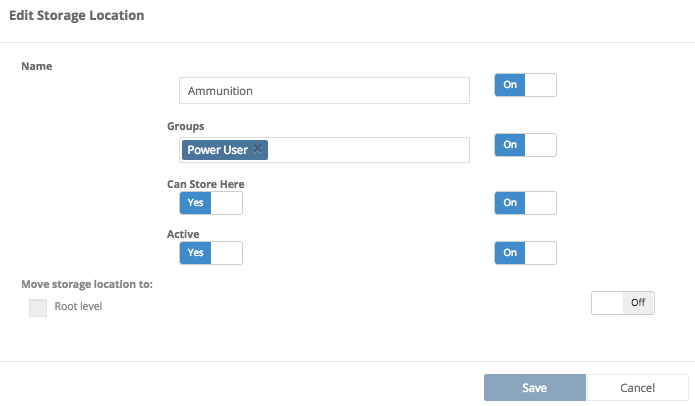 Edit Storage Location
Name
Ammunition On
Groups
Power User × On
Can Store Here
Yes On
Active
Yes On
Move storage location to:
Root level Off
Save Cancel